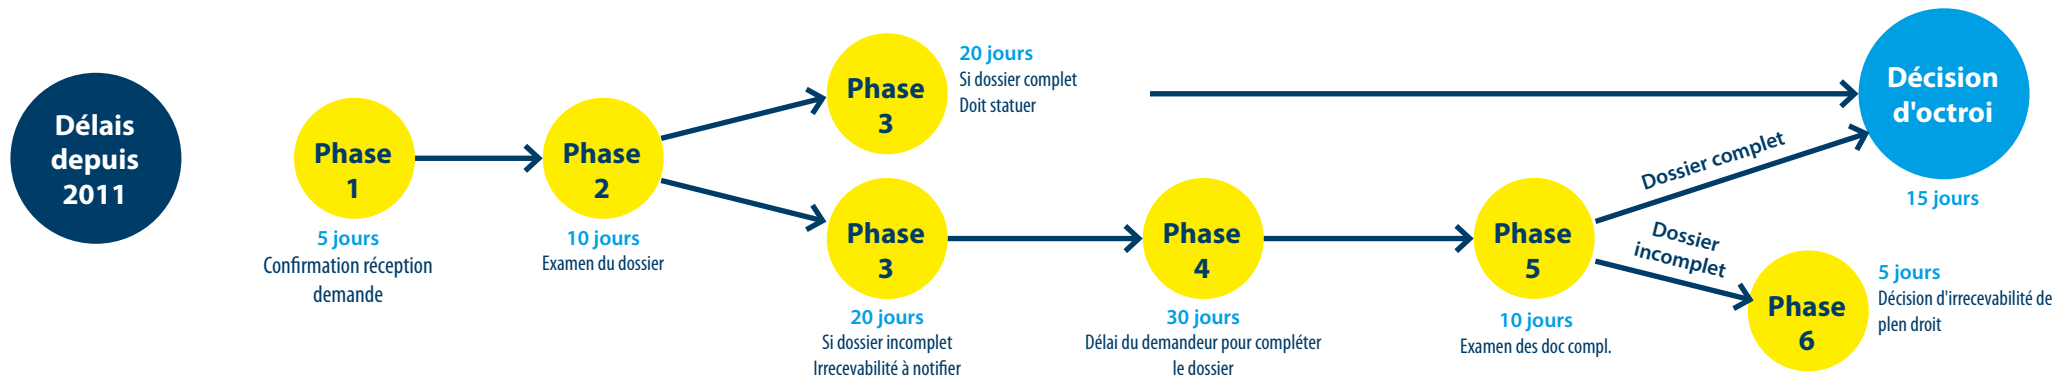 Délais
depuis
2011
Phase
1
5 jours
Confirmation réception
demande
Phase
2
10 jours
Examen du dossier
Phase
3
20 jours
Si dossier complet
Doit statuer
Phase
3
20 jours
Si dossier incomplet
Irrecevabilité à notifier
Phase
4
30 jours
Délai du demandeur pour compléter
le dossier
Phase
5
10 jours
Examen des doc compl.
Dossier complet
Décision
d'octroi
15 jours
Dossier
incomplet
Phase
6
5 jours
Décision d'irrecevabilité de
plen droit